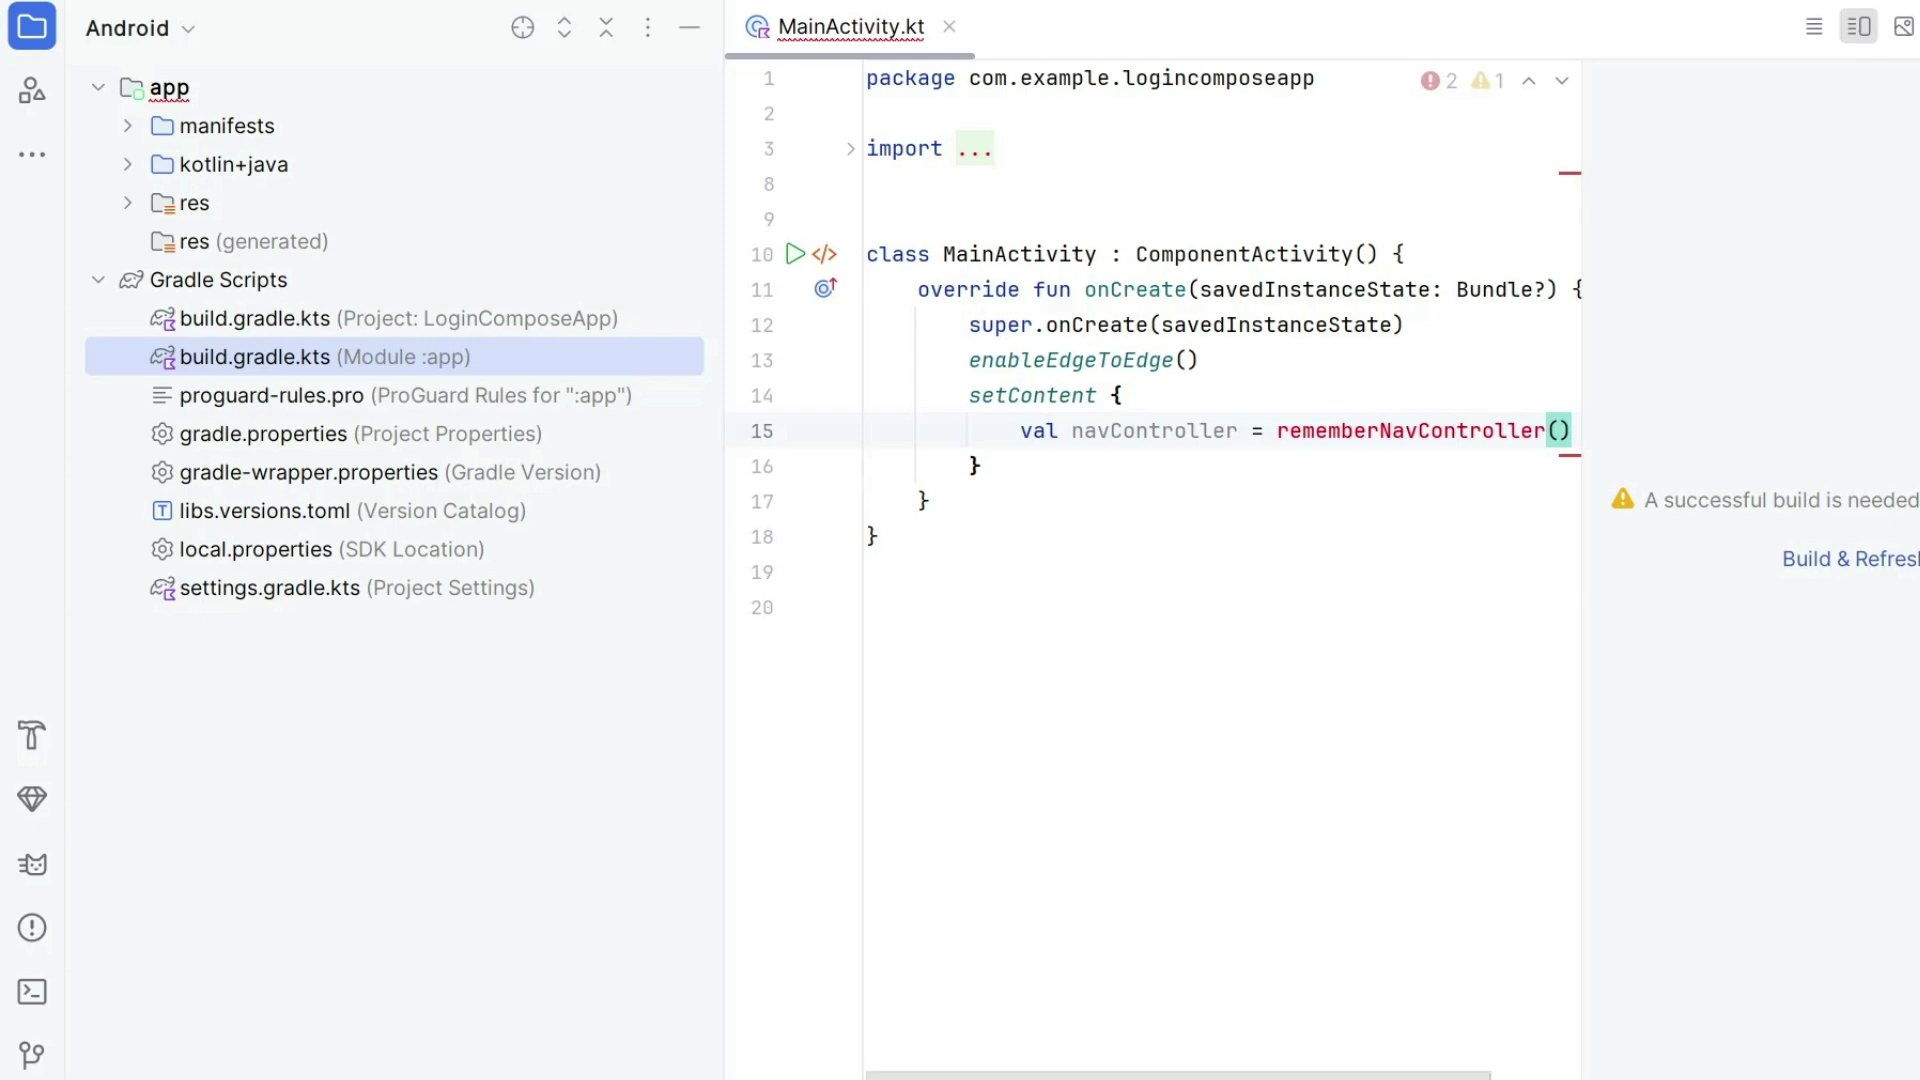 Android
app
manifests
kotlin+java
res
res (generated)
Gradle Scripts
build.gradle.kts (Project: LoginComposeApp)
build.gradle.kts (Module :app)
proguard-rules.pro (ProGuard Rules for ":app")
gradle.properties (Project Properties)
gradle-wrapper.properties (Gradle Version)
libs.versions.toml (Version Catalog)
local.properties (SDK Location)
settings.gradle.kts (Project Settings)
MainActivity.kt
2 1
1 package com.example.logincomposeapp
2
3 import ...
8
9
10 class MainActivity : ComponentActivity() {
11 override fun onCreate(savedInstanceState: Bundle?) {
12 super.onCreate(savedInstanceState)
13 enableEdgeToEdge()
14 setContent {
15 val navController = rememberNavController()
16 }
17 }
18 }
19
20
A successful build is needed
Build & Refres